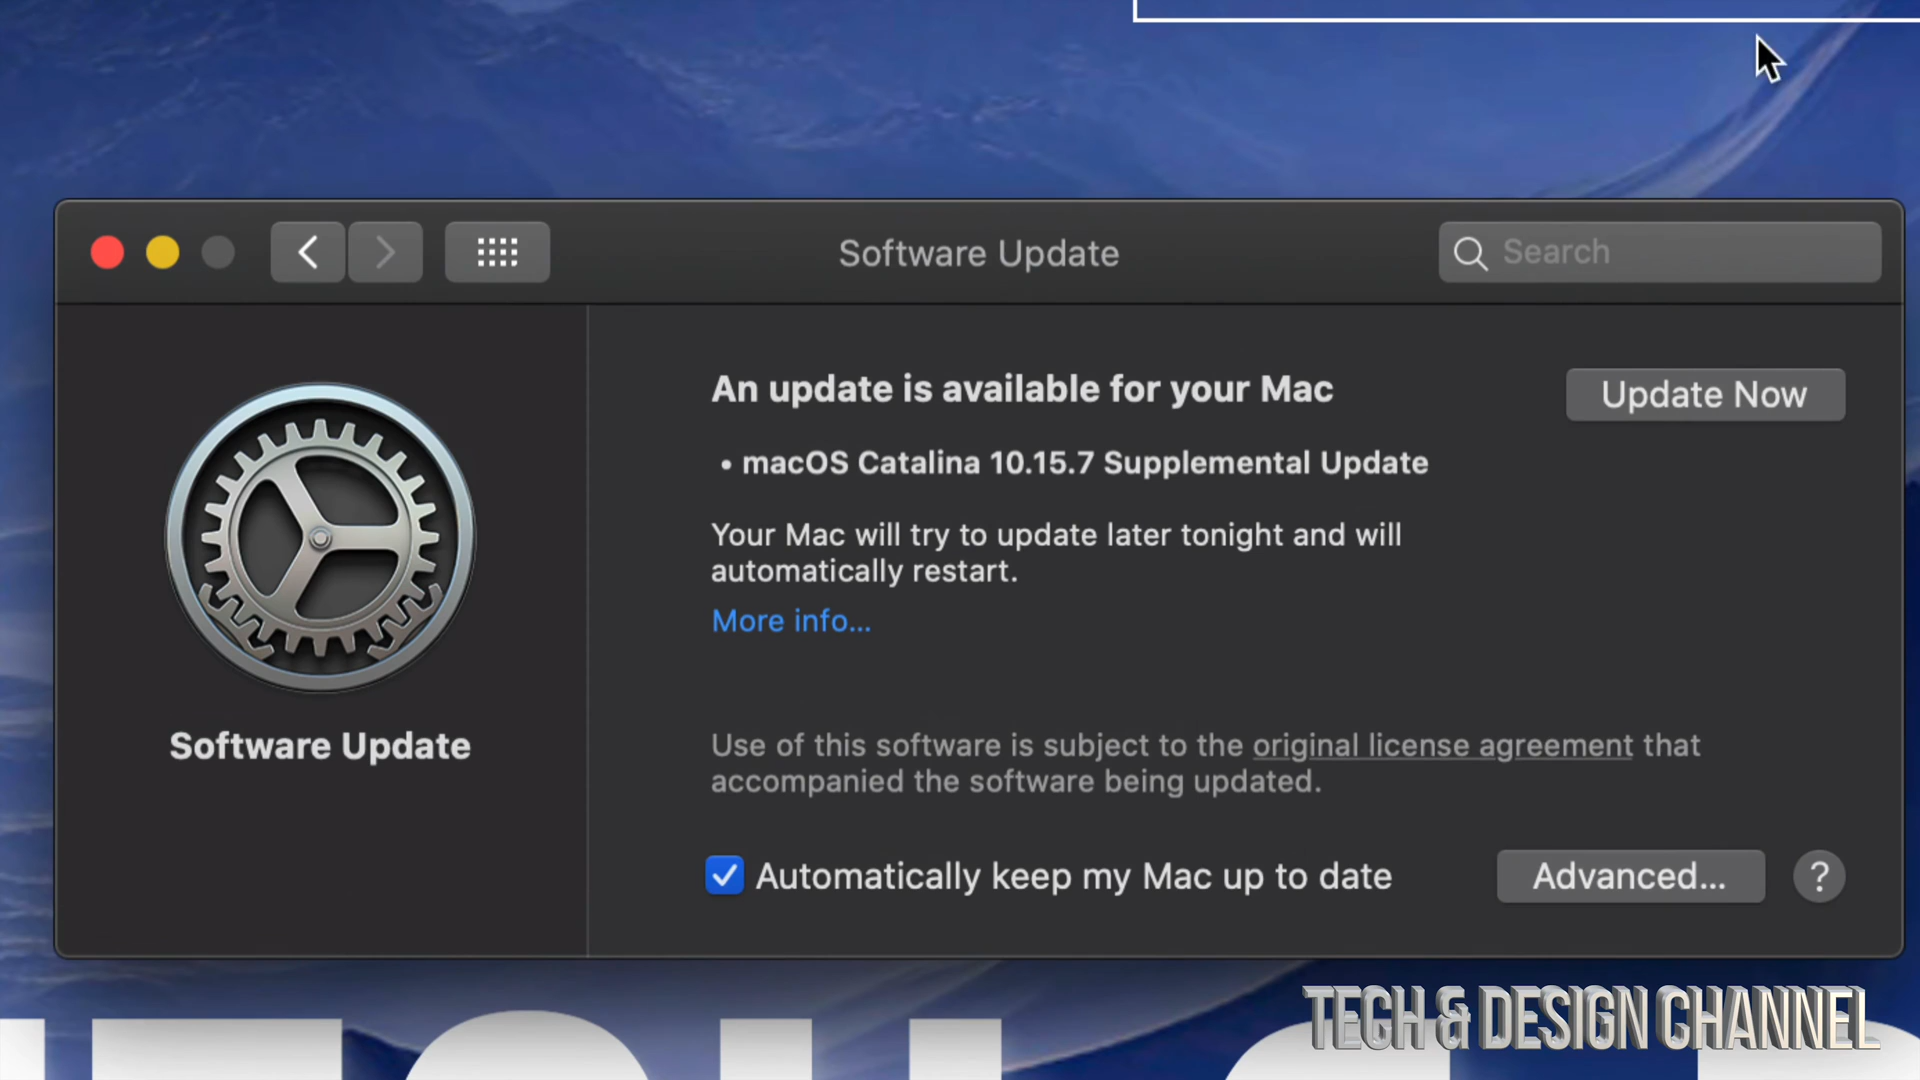 Software Update
Search
An update is available for your Mac
Update Now
• macOS Catalina 10.15.7 Supplemental Update
Your Mac will try to update later tonight and will
automatically restart.
More info...
Software Update
Use of this software is subject to the original license agreement that
accompanied the software being updated.
Automatically keep my Mac up to date
Advanced...
?
TECH & DESIGN CHANNEL